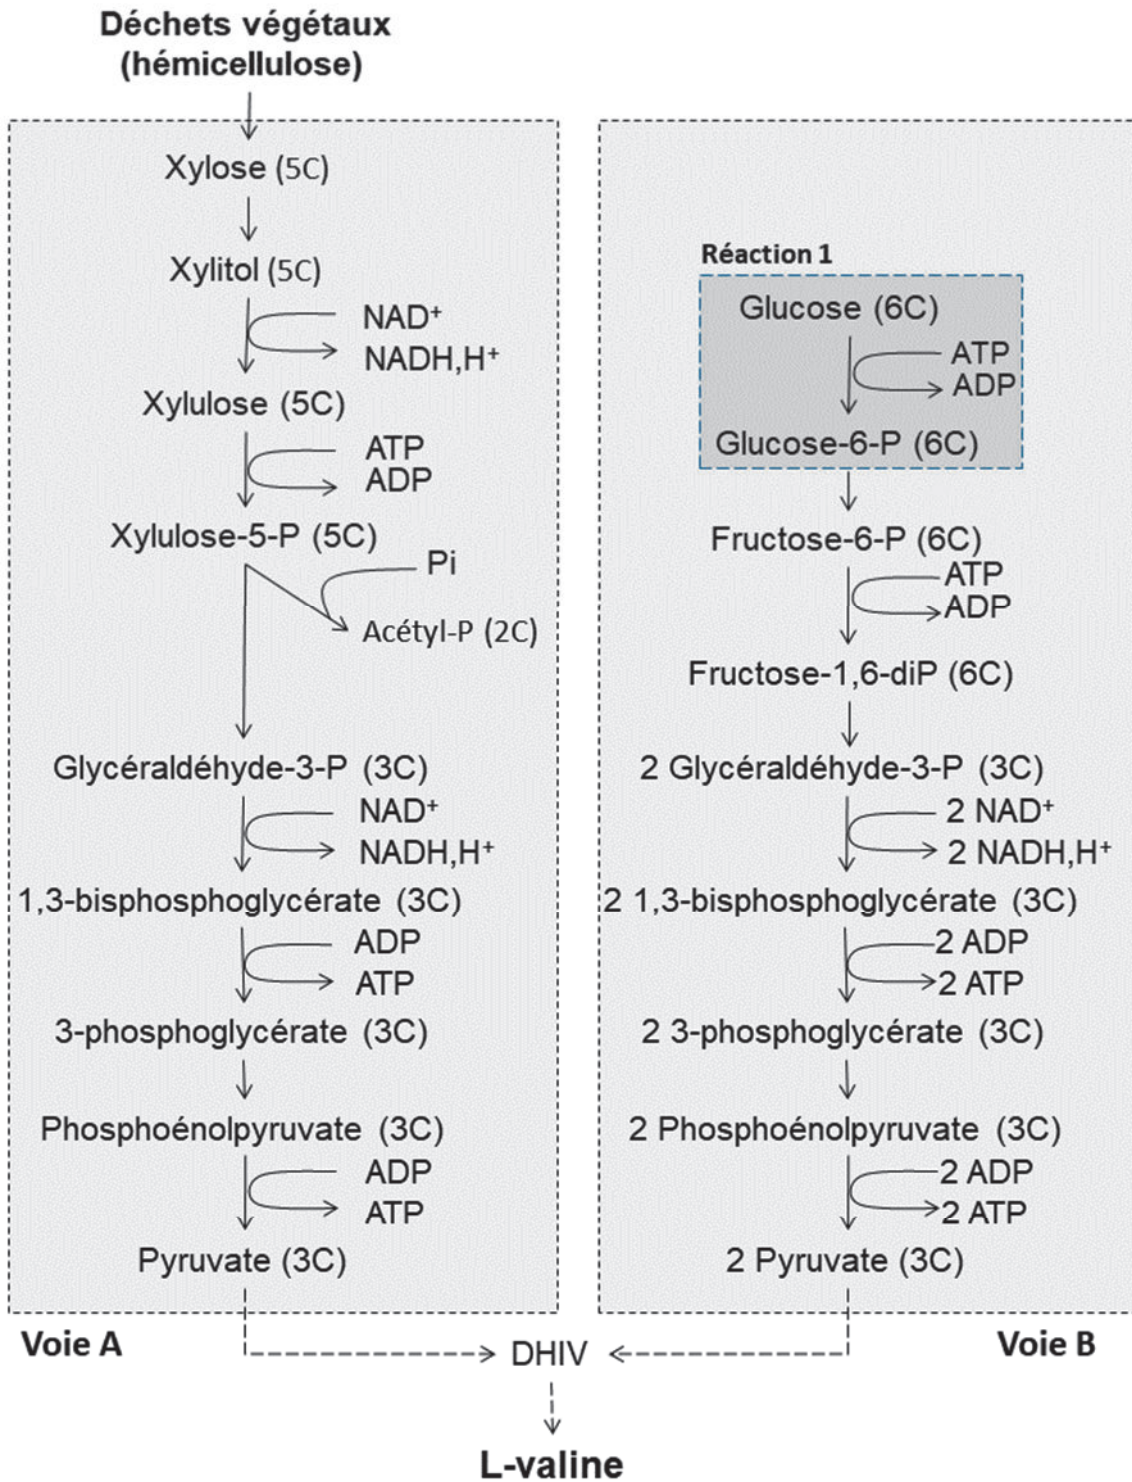 Déchets végétaux
(hémicellulose)
Xylose (5C)
Xylitol (5C)
NAD⁺
NADH,H⁺
Xylulose (5C)
ATP
ADP
Xylulose-5-P (5C)
Pi
Acétyl-P (2C)
Glycéraldéhyde-3-P (3C)
NAD⁺
NADH,H⁺
1,3-bisphosphoglycérate (3C)
ADP
ATP
3-phosphoglycérate (3C)
Phosphoénolpyruvate (3C)
ADP
ATP
Pyruvate (3C)
Voie A
Réaction 1
Glucose (6C)
ATP
ADP
Glucose-6-P (6C)
Fructose-6-P (6C)
ATP
ADP
Fructose-1,6-diP (6C)
2 Glycéraldéhyde-3-P (3C)
2 NAD⁺
2 NADH,H⁺
2 1,3-bisphosphoglycérate (3C)
2 ADP
2 ATP
2 3-phosphoglycérate (3C)
2 Phosphoénolpyruvate (3C)
2 ADP
2 ATP
2 Pyruvate (3C)
Voie B
DHIV
L-valine